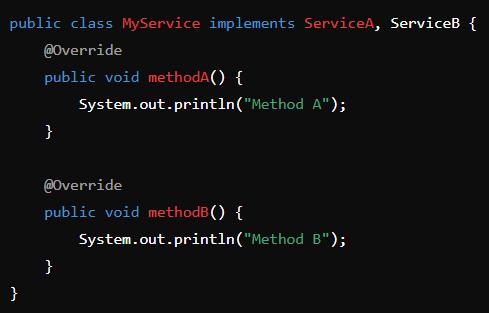 public class MyService implements ServiceA, ServiceB {
    @Override
    public void methodA() {
        System.out.println("Method A");
    }

    @Override
    public void methodB() {
        System.out.println("Method B");
    }
}